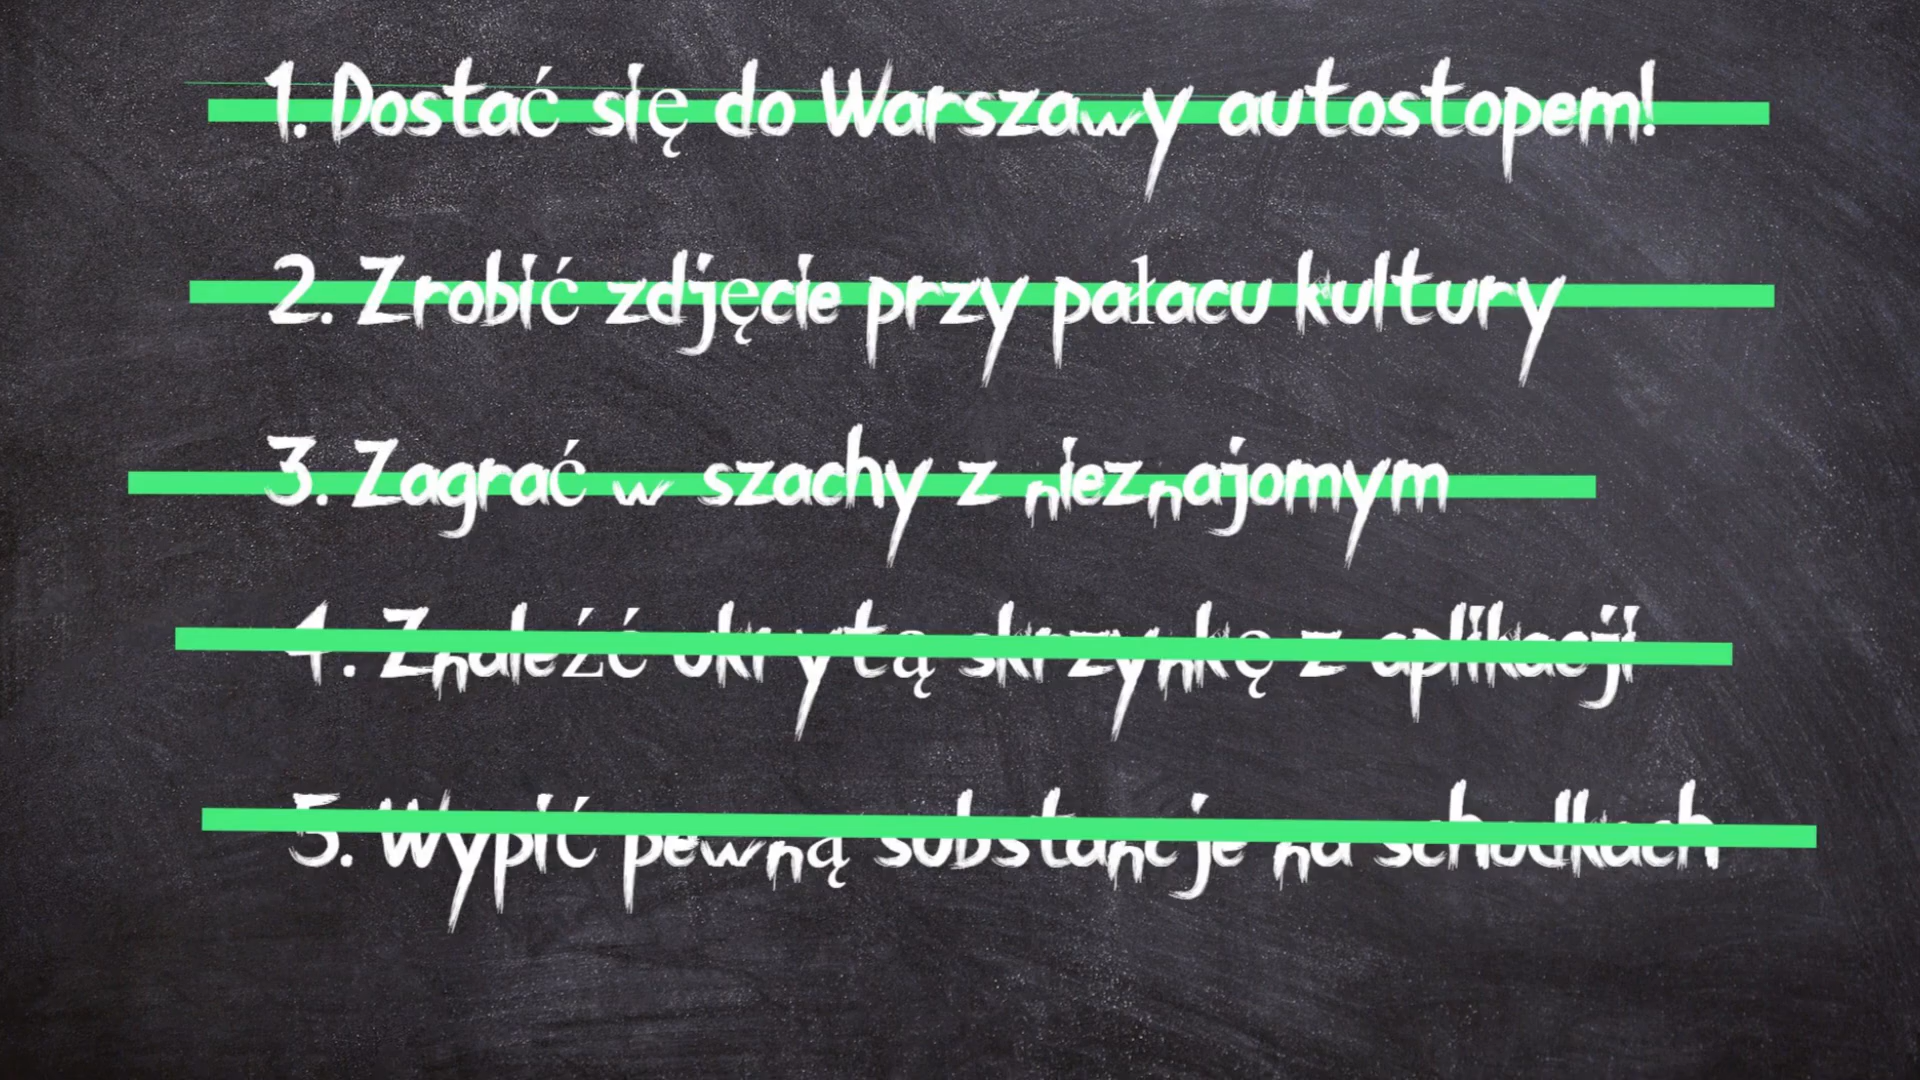 1. Dostać się do Warszawy autostopem!
2. Zrobić zdjęcie przy pałacu kultury
3. Zagrać w szachy z nieznajomym
4. Znaleźć ukrytą skrzynkę z aplikacji
5. Wypić pewną substancje na schodkach